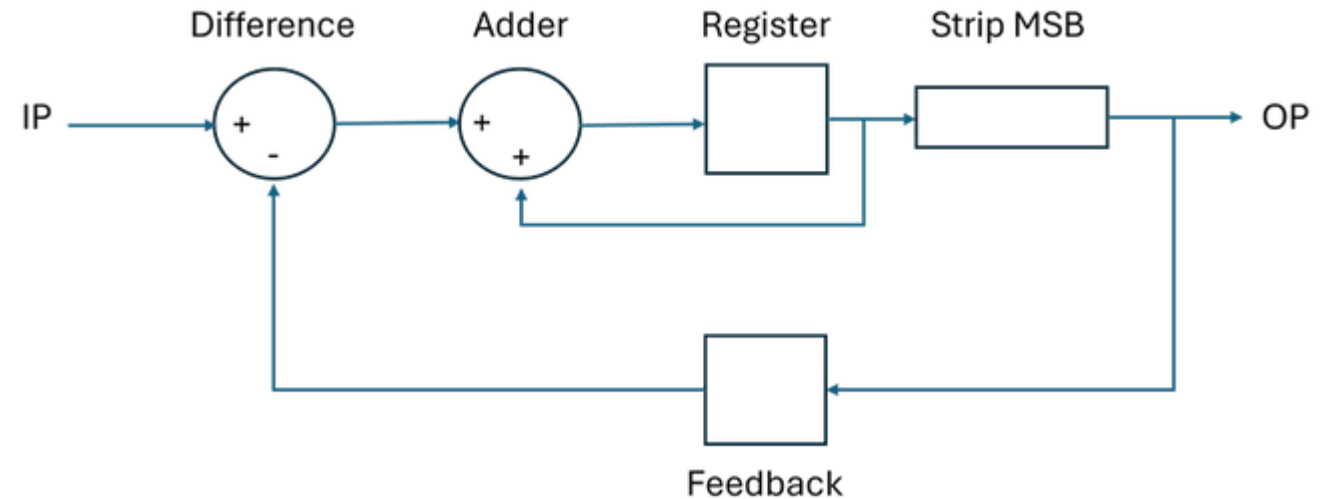 Difference
Adder
Register
Strip MSB
IP
+
-
+
+
OP
Feedback